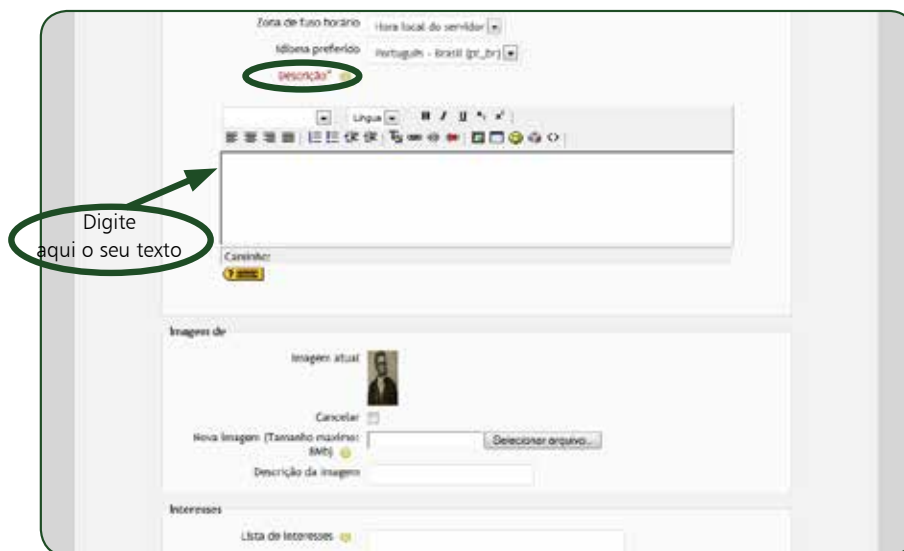 Zona de fuso horário Hora local do servidor
Idioma preferido Português - Brasil (pt_br)
Descrição*
Língua B I U
Digite
aqui o seu texto
Caminho:
Imagem de
Imagem atual
Cancelar
Nova imagem (Tamanho máximo: 8Mb) Selecionar arquivo...
Descrição da imagem
Interesses
Lista de interesses